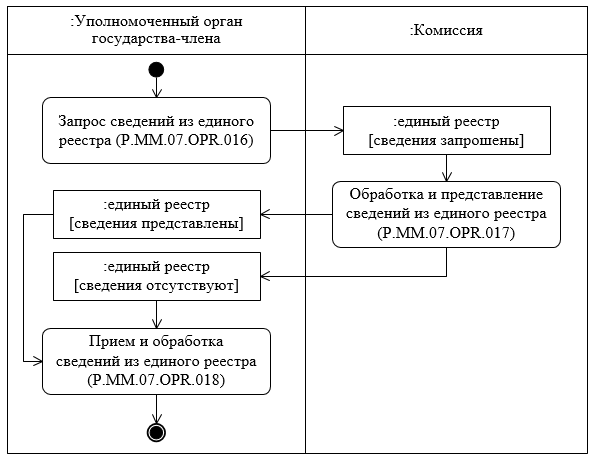 :Уполномоченный орган
государства-члена
:Комиссия
Запрос сведений из единого
реестра (P.MM.07.OPR.016)
:единый реестр
[сведения запрошены]
Обработка и представление
сведений из единого реестра
(P.MM.07.OPR.017)
:единый реестр
[сведения представлены]
:единый реестр
[сведения отсутствуют]
Прием и обработка
сведений из единого реестра
(P.MM.07.OPR.018)